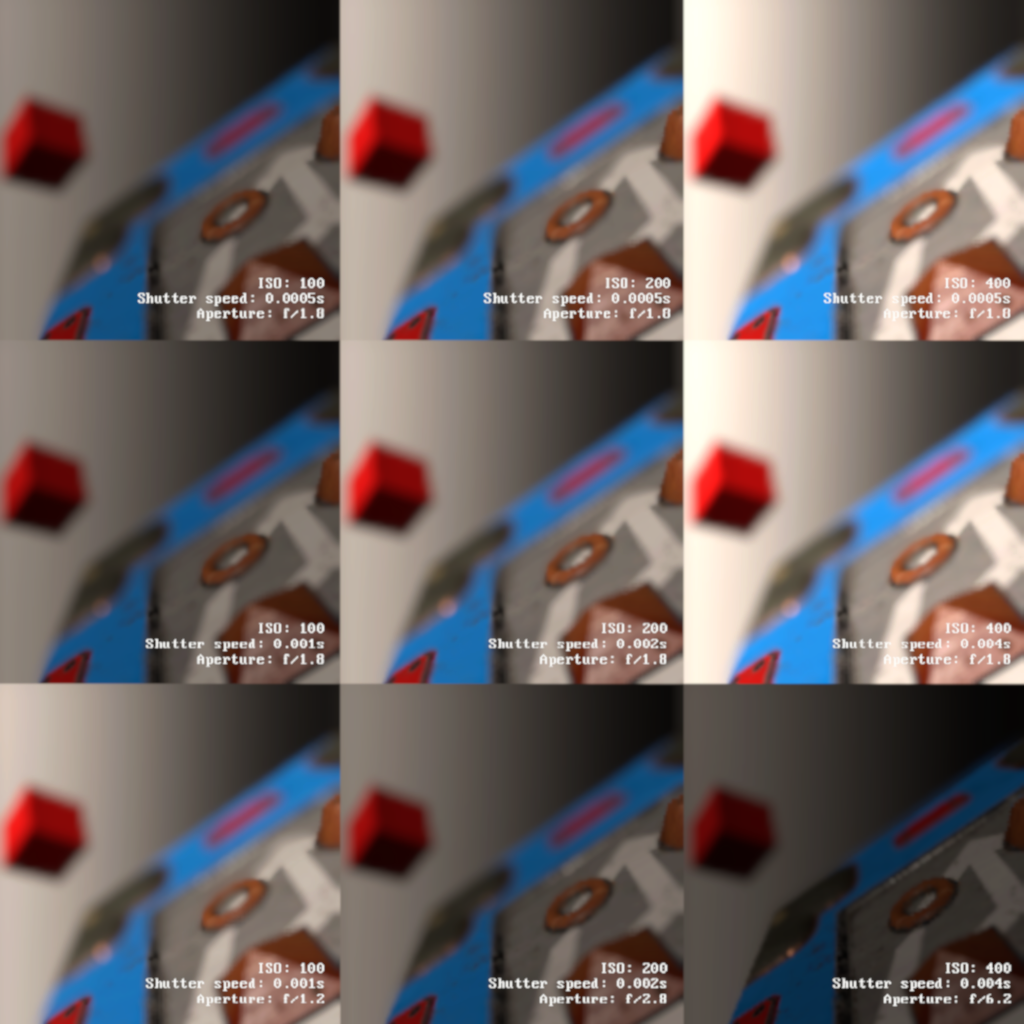 ISO: 100
Shutter speed: 0.0005s
Aperture: f/1.8
ISO: 200
Shutter speed: 0.0005s
Aperture: f/1.8
ISO: 400
Shutter speed: 0.0005s
Aperture: f/1.8
ISO: 100
Shutter speed: 0.001s
Aperture: f/1.8
ISO: 200
Shutter speed: 0.002s
Aperture: f/1.8
ISO: 400
Shutter speed: 0.004s
Aperture: f/1.8
ISO: 100
Shutter speed: 0.001s
Aperture: f/1.2
ISO: 200
Shutter speed: 0.002s
Aperture: f/2.8
ISO: 400
Shutter speed: 0.004s
Aperture: f/6.2